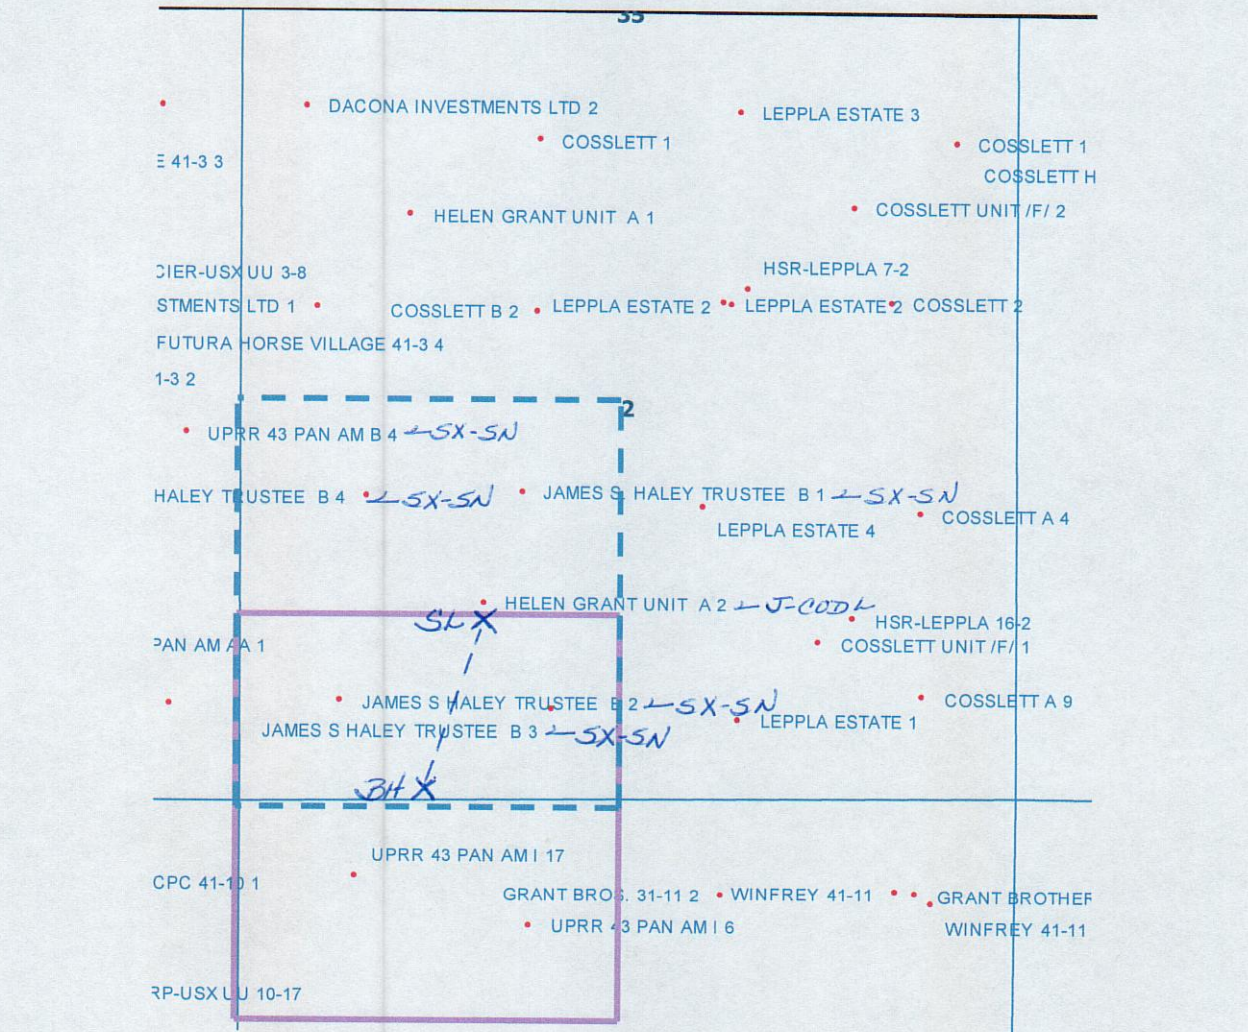 35
DACONA INVESTMENTS LTD 2
LEPPLA ESTATE 3
COSSLETT 1
COSSLETT 1
E 41-3 3
COSSLETT H
COSSLETT UNIT /F/ 2
HELEN GRANT UNIT A 1
CIER-USX UU 3-8
HSR-LEPPLA 7-2
STMENTS LTD 1
COSSLETT B 2
LEPPLA ESTATE 2
LEPPLA ESTATE 2
COSSLETT 2
FUTURA HORSE VILLAGE 41-3 4
1-3 2
2
UPRR 43 PAN AM B 4 SX-SN
HALEY TRUSTEE B 4 SX-SN
JAMES S HALEY TRUSTEE B 1 SX-SN
COSSLETT A 4
LEPPLA ESTATE 4
HELEN GRANT UNIT A 2 J-CODL
SL X
HSR-LEPPLA 16-2
PAN AM AA 1
COSSLETT UNIT /F/ 1
JAMES S HALEY TRUSTEE B 2 SX-SN
COSSLETT A 9
LEPPLA ESTATE 1
JAMES S HALEY TRUSTEE B 3 SX-SN
BH X
UPRR 43 PAN AM I 17
CPC 41-10 1
GRANT BROS. 31-11 2
WINFREY 41-11
GRANT BROTHER
UPRR 43 PAN AM I 6
WINFREY 41-11
RP-USX UU 10-17